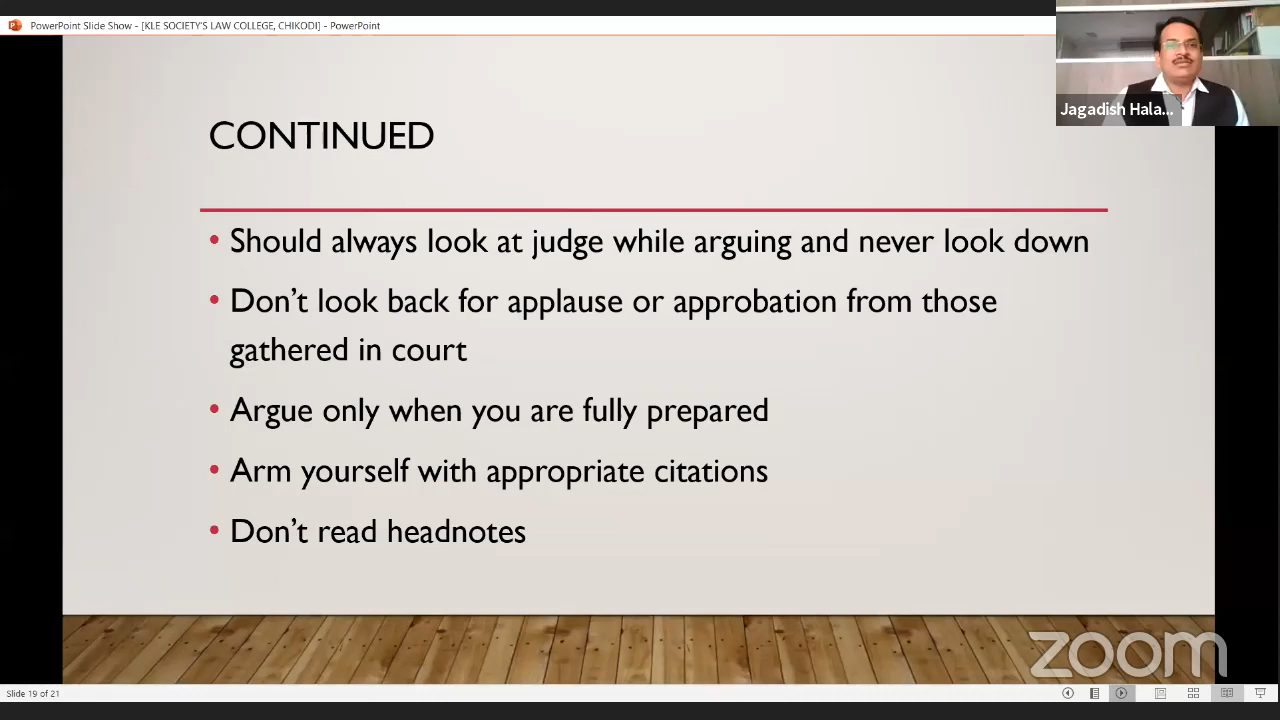 PowerPoint Slide Show - [KLE SOCIETY'S LAW COLLEGE, CHIKODI] - PowerPoint
Jagadish Hala...
CONTINUED
• Should always look at judge while arguing and never look down
• Don't look back for applause or approbation from those
gathered in court
• Argue only when you are fully prepared
• Arm yourself with appropriate citations
• Don't read headnotes
zoom
Slide 19 of 21